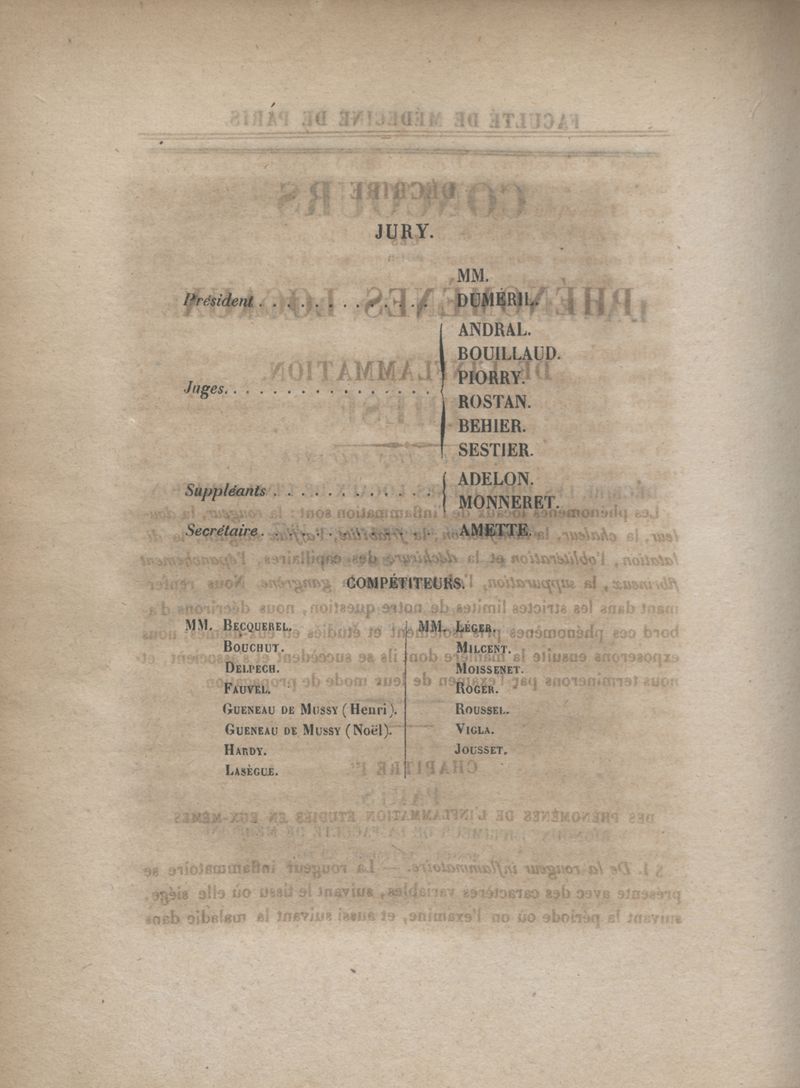 JURY.
MM.
Président . . . . . . . . . . . . . DUMÉRIL.
Juges. . . . . . . . . . . . . . . .
ANDRAL.
BOUILLAUD.
PIORRY.
ROSTAN.
BEHIER.
SESTIER.
Suppléants . . . . . . . . . . . .
ADELON.
MONNERET.
Secrétaire . . . . . . . . . . . . . AMETTE.
COMPÉTITEURS.
MM. BECQUEREL.
BOUCHUT.
DELPECH.
FAUVEL.
GUENEAU DE MUSSY (Henri).
GUENEAU DE MUSSY (Noël).
HARDY.
LASÈGUE.
MM. LÉGER.
MILCENT.
MOISSENET.
ROGER.
ROUSSEL.
VIGLA.
JOUSSET.